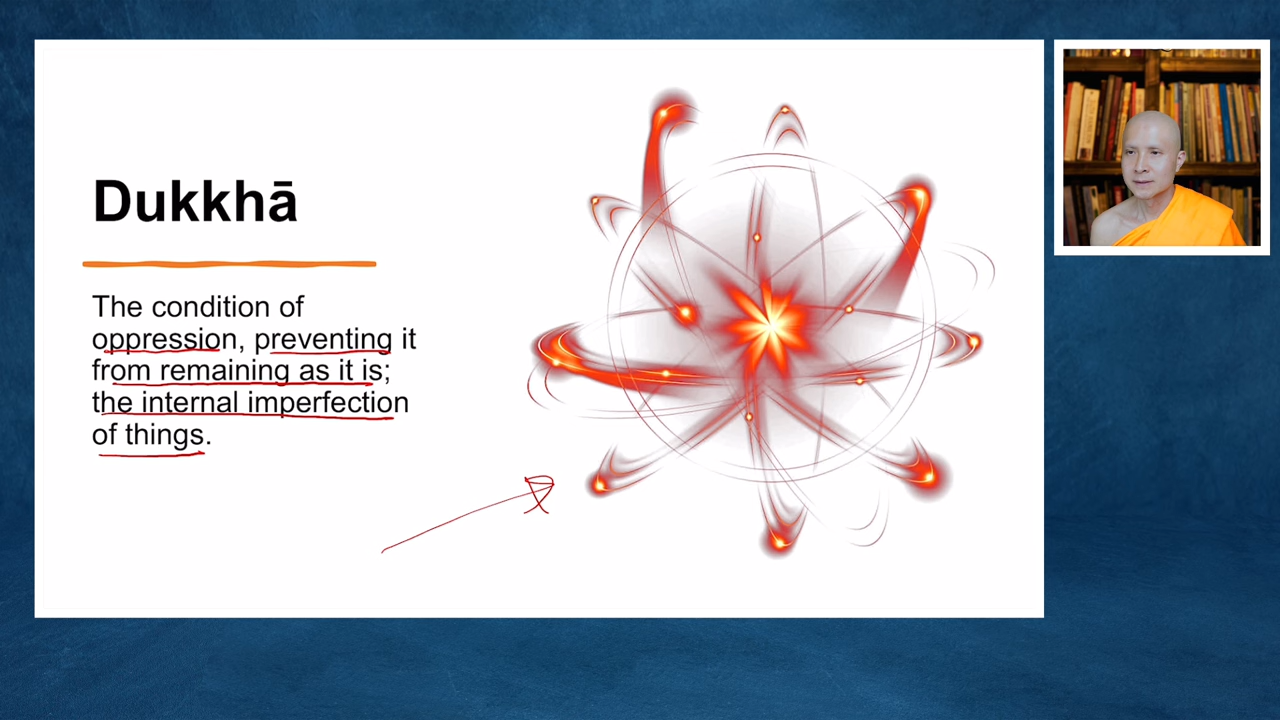 Dukkhā
The condition of
oppression, preventing it
from remaining as it is;
the internal imperfection
of things.